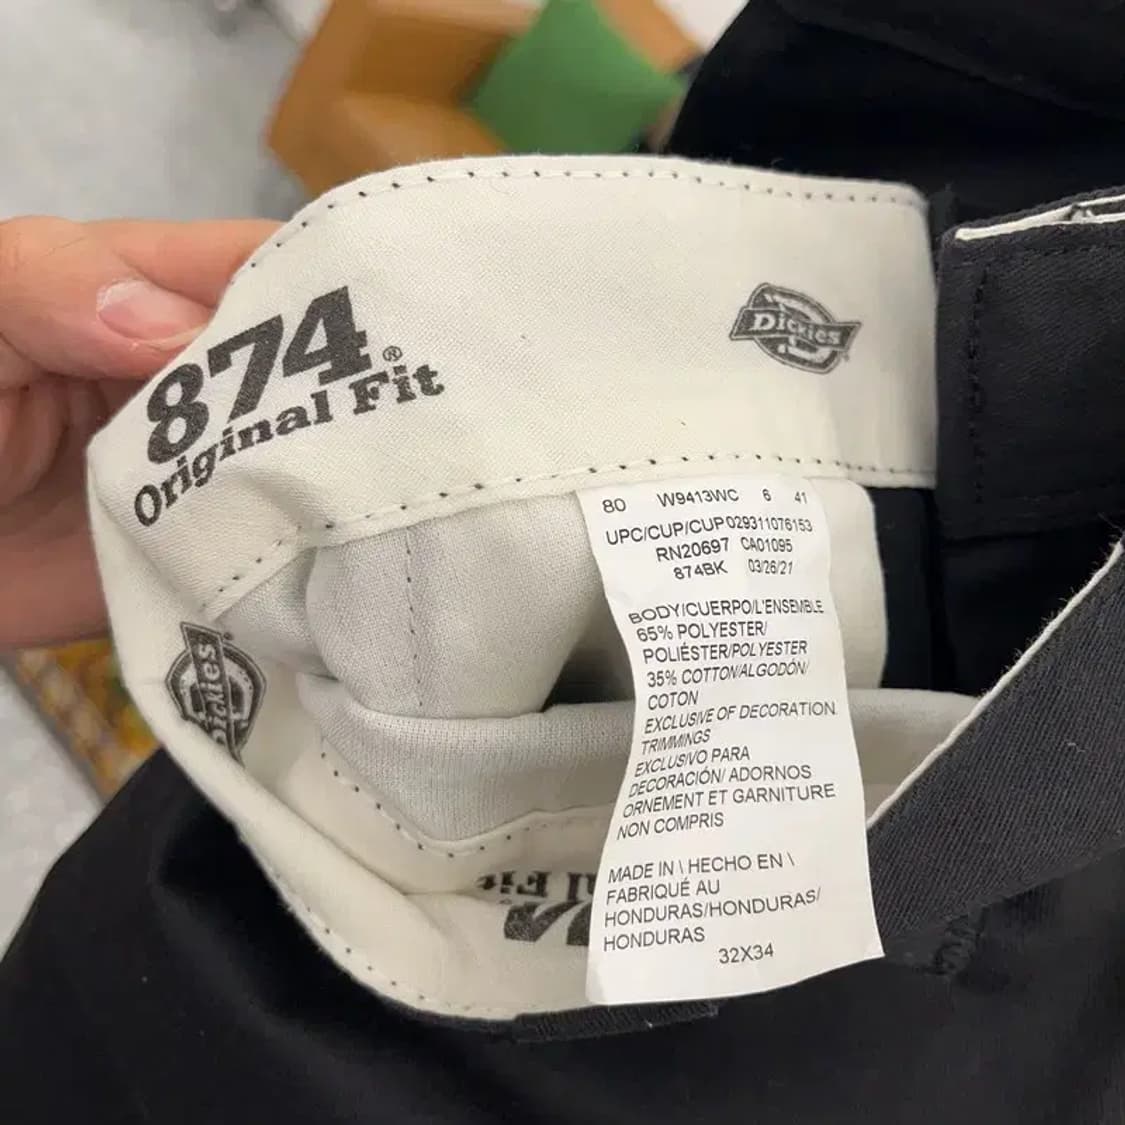 874®
Original Fit
Dickies
80 W9413WC 6 41
UPC/CUP/CUP029311076153
RN20697 CA01095
874BK 03/26/21
BODY/CUERPO/L'ENSEMBLE
65% POLYESTER/
POLIÉSTER/POLYESTER
35% COTTON/ALGODÓN/
COTON
EXCLUSIVE OF DECORATION
TRIMMINGS
EXCLUSIVO PARA
DECORACIÓN/ ADORNOS
ORNEMENT ET GARNITURE
NON COMPRIS
MADE IN \ HECHO EN \
FABRIQUÉ AU
HONDURAS/HONDURAS/
HONDURAS
32X34
Dickies
Fit